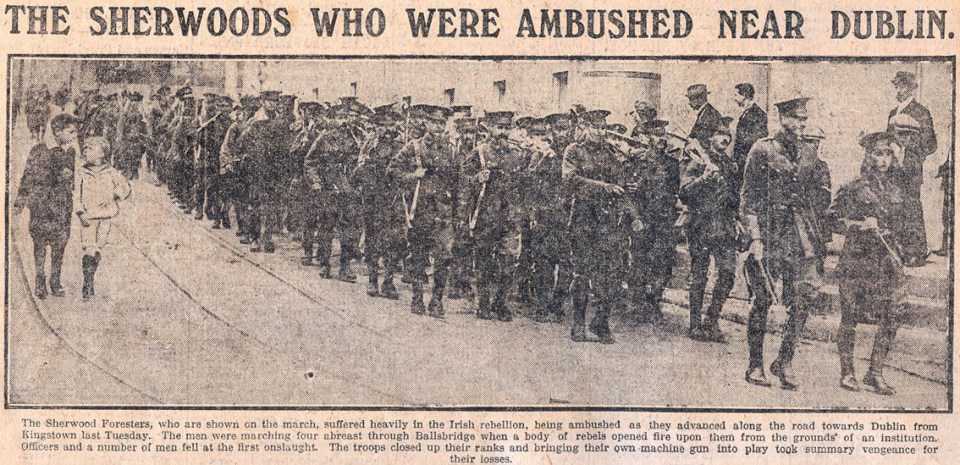 THE SHERWOODS WHO WERE AMBUSHED NEAR DUBLIN.
The Sherwood Foresters, who are shown on the march, suffered heavily in the Irish rebellion, being ambushed as they advanced along the road towards Dublin from
Kingstown last Tuesday. The men were marching four abreast through Ballsbridge when a body of rebels opened fire upon them from the grounds of an institution.
Officers and a number of men fell at the first onslaught. The troops closed up their ranks and bringing their own machine gun into play took summary vengeance for
their losses.